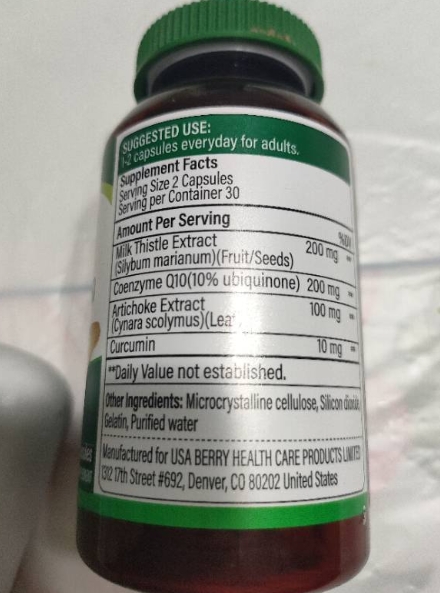 SUGGESTED USE:
1-2 capsules everyday for adults.
Supplement Facts
Serving Size 2 Capsules
Serving per Container 30
Amount Per Serving
%DV
Milk Thistle Extract 200 mg **
(Silybum marianum)(Fruit/Seeds)
Coenzyme Q10(10% ubiquinone) 200 mg **
Artichoke Extract 100 mg **
(Cynara scolymus)(Leaf
Curcumin 10 mg **
**Daily Value not established.
Other Ingredients: Microcrystalline cellulose, Silicon dioxide,
Gelatin, Purified water
Manufactured for USA BERRY HEALTH CARE PRODUCTS LIMITED
1312 17th Street #692, Denver, CO 80202 United States